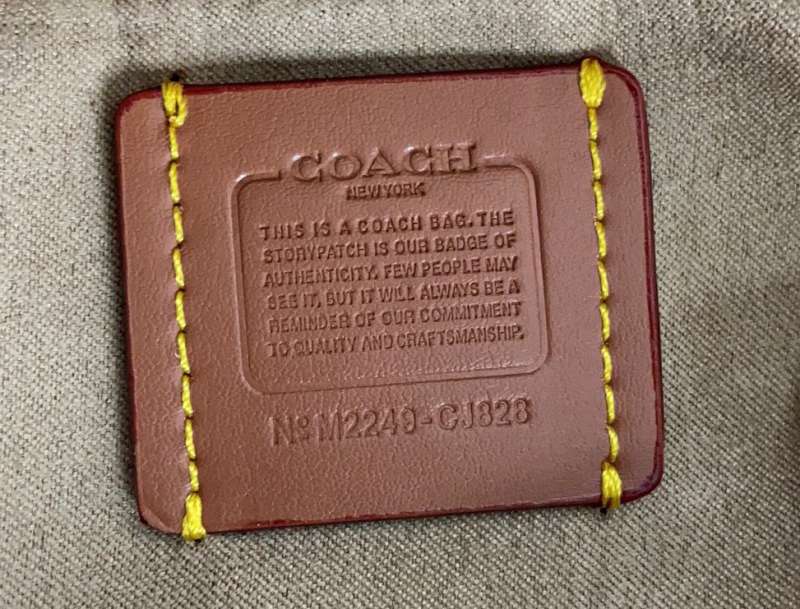 COACH
NEW YORK
THIS IS A COACH BAG. THE
STORYPATCH IS OUR BADGE OF
AUTHENTICITY. FEW PEOPLE MAY
SEE IT, BUT IT WILL ALWAYS BE A
REMINDER OF OUR COMMITMENT
TO QUALITY AND CRAFTSMANSHIP.
Nº M2249-CJ828